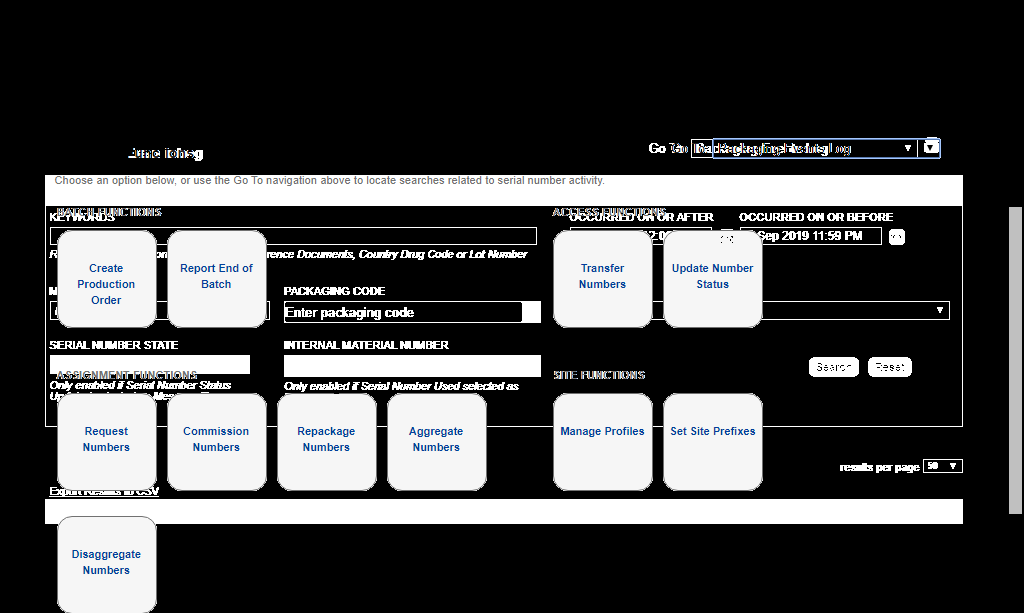 Go To
Choose an option below, or use the Go To navigation above to locate searches related to serial number activity.
BATCH FUNCTIONS
ACCESS FUNCTIONS
KEYWORDS
OCCURRED ON OR AFTER
OCCURRED ON OR BEFORE
Sep 2019 11:59 PM
rence Documents, Country Drug Code or Lot Number
Create
Production
Order
Report End of
Batch
Transfer
Numbers
Update Number
Status
PACKAGING CODE
Enter packaging code
SERIAL NUMBER STATE
INTERNAL MATERIAL NUMBER
Search
Reset
ASSIGNMENT FUNCTIONS
SITE FUNCTIONS
Only enabled if Serial Number Status
Only enabled if Serial Number Used selected as
Request
Numbers
Commission
Numbers
Repackage
Numbers
Aggregate
Numbers
Manage Profiles
Set Site Prefixes
results per page 50
Export Results to CSV
Disaggregate
Numbers